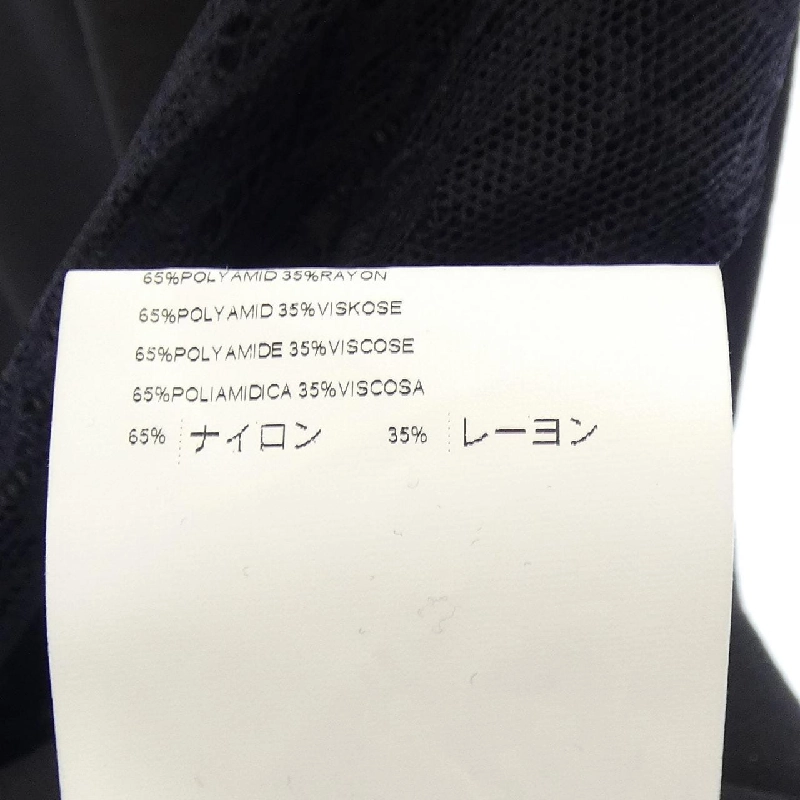 65%POLYAMID 35%RAYON
65%POLYAMID 35%VISKOSE
65%POLYAMIDE 35%VISCOSE
65%POLIAMIDICA 35%VISCOSA
65% ナイロン 35% レーヨン